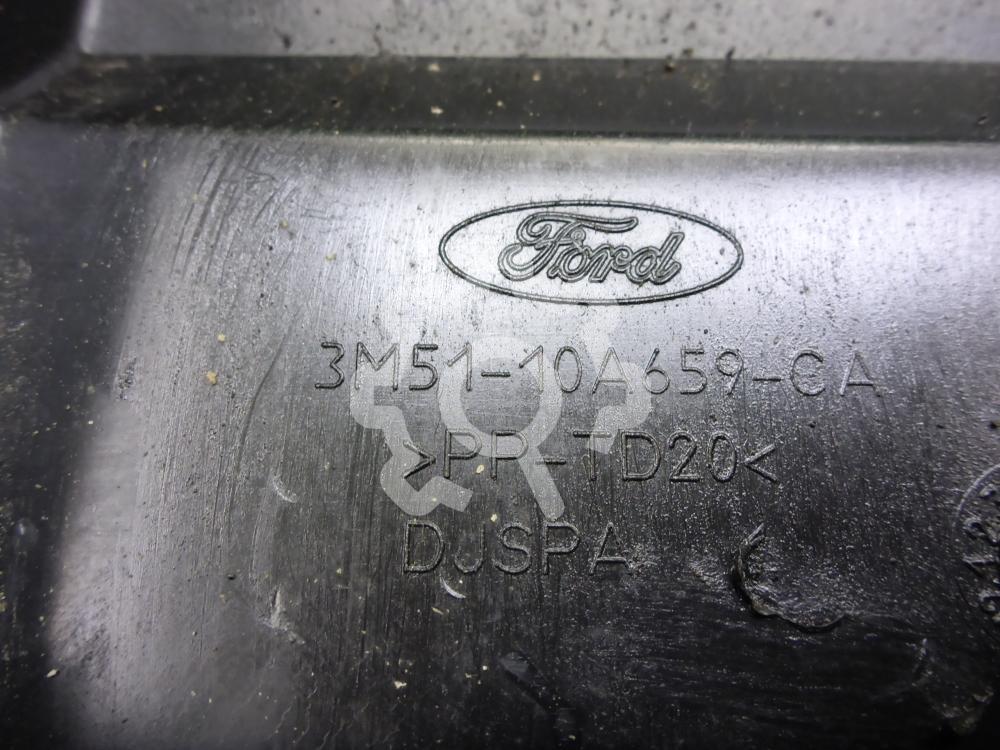 Ford
3M51-10A659-CA
>PP-TD20<
DJSPA